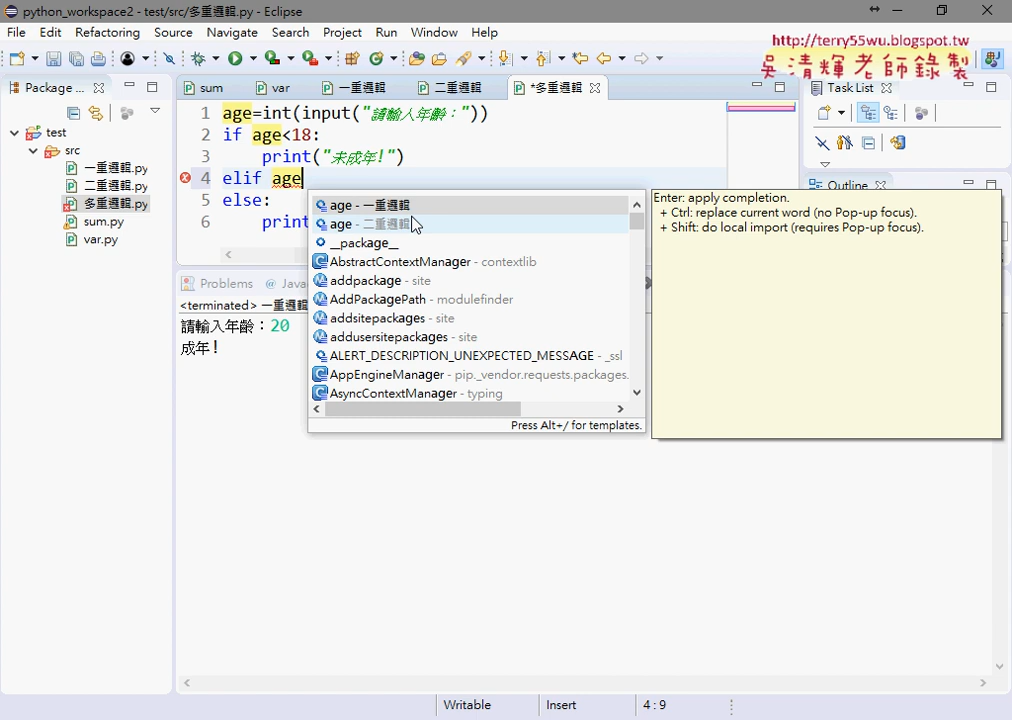 python_workspace2 - test/src/多重邏輯.py - Eclipse
File Edit Refactoring Source Navigate Search Project Run Window Help
http://terry55wu.blogspot.tw
吳清輝老師錄製
Package ...
sum
var
一重邏輯
二重邏輯
*多重邏輯
Task List
test
src
一重邏輯.py
二重邏輯.py
多重邏輯.py
sum.py
var.py
1 age=int(input("請輸入年齡："))
2 if age<18:
3 print("未成年!")
4 elif age
5 else:
6 print
Outline
age - 一重邏輯
age - 二重邏輯
__package__
AbstractContextManager - contextlib
addpackage - site
AddPackagePath - modulefinder
addsitepackages - site
addusersitepackages - site
ALERT_DESCRIPTION_UNEXPECTED_MESSAGE - _ssl
AppEngineManager - pip._vendor.requests.packages.
AsyncContextManager - typing
Press Alt+/ for templates.
Enter: apply completion.
+ Ctrl: replace current word (no Pop-up focus).
+ Shift: do local import (requires Pop-up focus).
Problems @ Java
<terminated> 一重邏輯
請輸入年齡：20
成年!
Writable Insert 4 : 9